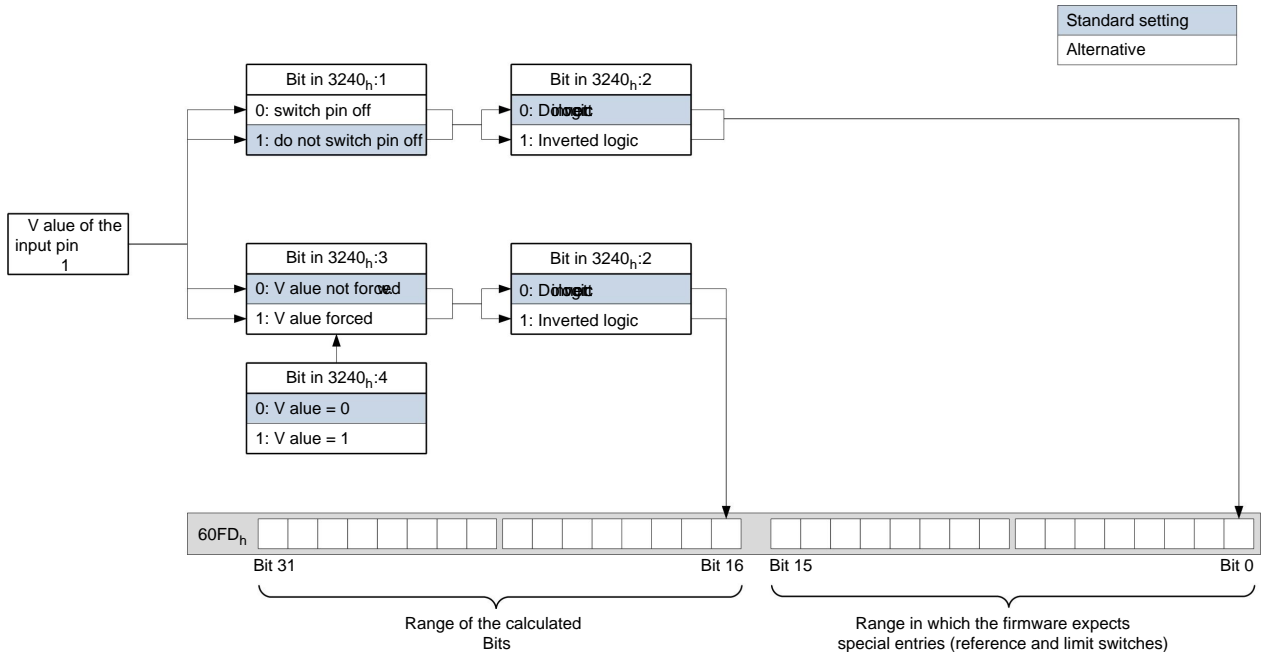 Standard setting
Alternative
Bit in 3240h:1
0: switch pin off
1: do not switch pin off
Bit in 3240h:2
0:
1: Inverted logic
V alue of the
input pin
1
Bit in 3240h:3
0: V alue not forced
1: V alue forced
Bit in 3240h:2
0:
1: Inverted logic
Bit in 3240h:4
0: V alue = 0
1: V alue = 1
60FDh
Bit 31
Bit 16
Bit 15
Bit 0
Range of the calculated
Bits
Range in which the firmware expects
special entries (reference and limit switches)